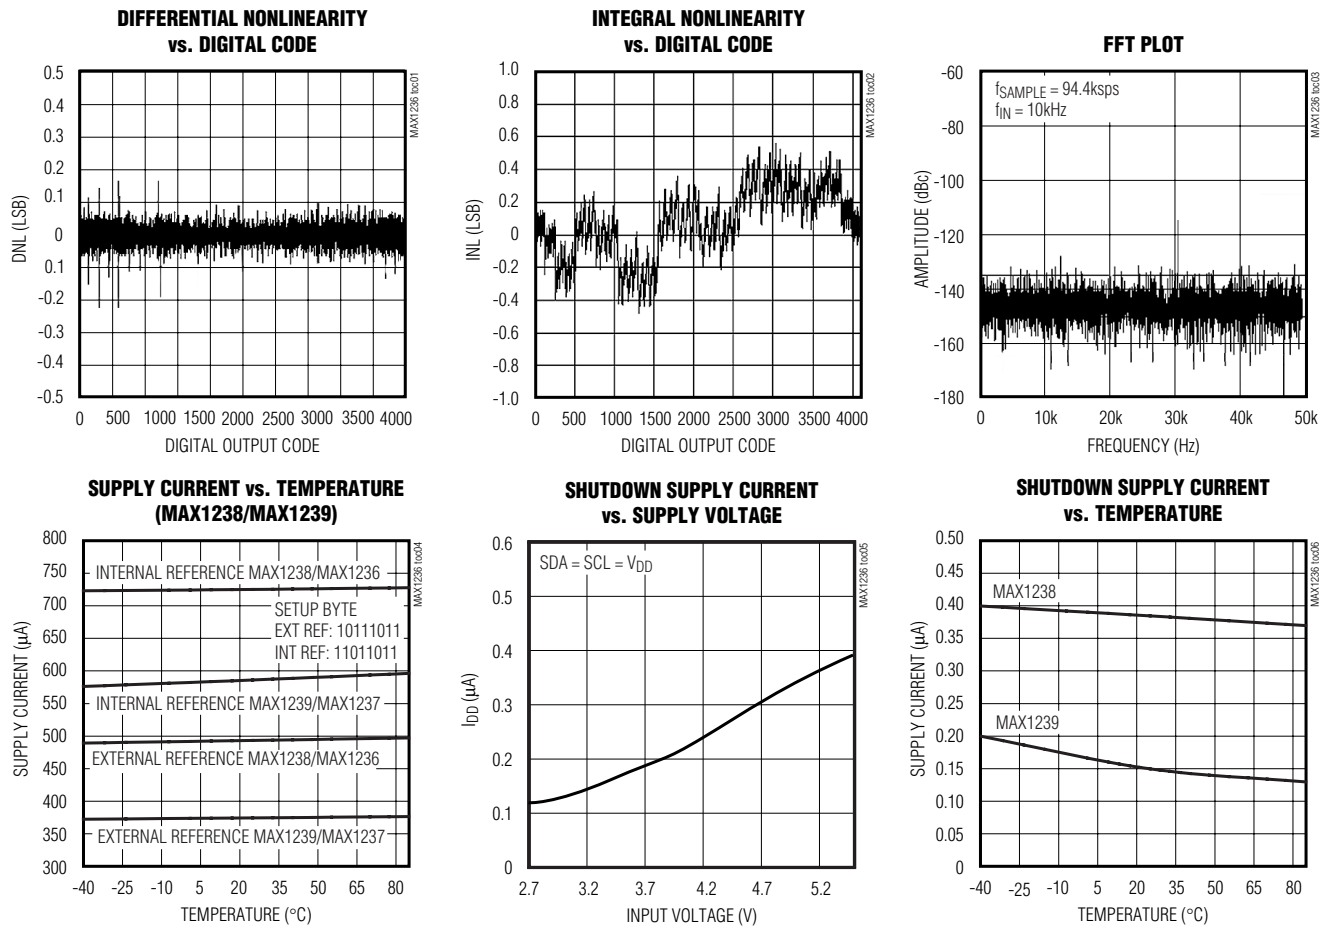 DIFFERENTIAL NONLINEARITY
vs. DIGITAL CODE
MAX1236 toc01
DNL (LSB)
0.5
0.4
0.3
0.2
0.1
0
0.1
-0.2
-0.3
-0.4
-0.5
0 500 1000 1500 2000 2500 3000 3500 4000
DIGITAL OUTPUT CODE
INTEGRAL NONLINEARITY
vs. DIGITAL CODE
MAX1236 toc02
INL (LSB)
1.0
0.8
0.6
0.4
0.2
0
-0.2
-0.4
-0.6
-0.8
-1.0
0 500 1000 1500 2000 2500 3000 3500 4000
DIGITAL OUTPUT CODE
FFT PLOT
MAX1236 toc03
fSAMPLE = 94.4ksps
fIN = 10kHz
AMPLITUDE (dBc)
-60
-80
-100
-120
-140
-160
-180
0 10k 20k 30k 40k 50k
FREQUENCY (Hz)
SUPPLY CURRENT vs. TEMPERATURE
(MAX1238/MAX1239)
MAX1236 toc04
SUPPLY CURRENT (µA)
800
750
700
650
600
550
500
450
400
350
300
INTERNAL REFERENCE MAX1238/MAX1236
SETUP BYTE
EXT REF: 10111011
INT REF: 11011011
INTERNAL REFERENCE MAX1239/MAX1237
EXTERNAL REFERENCE MAX1238/MAX1236
EXTERNAL REFERENCE MAX1239/MAX1237
-40 -25 -10 5 20 35 50 65 80
TEMPERATURE (°C)
SHUTDOWN SUPPLY CURRENT
vs. SUPPLY VOLTAGE
MAX1236 toc05
SDA = SCL = VDD
IDD (µA)
0.6
0.5
0.4
0.3
0.2
0.1
0
2.7 3.2 3.7 4.2 4.7 5.2
INPUT VOLTAGE (V)
SHUTDOWN SUPPLY CURRENT
vs. TEMPERATURE
MAX1236 toc06
SUPPLY CURRENT (µA)
0.50
0.45
0.40
0.35
0.30
0.25
0.20
0.15
0.10
0.05
0
MAX1238
MAX1239
-40 -25 -10 5 20 35 50 65 80
TEMPERATURE (°C)